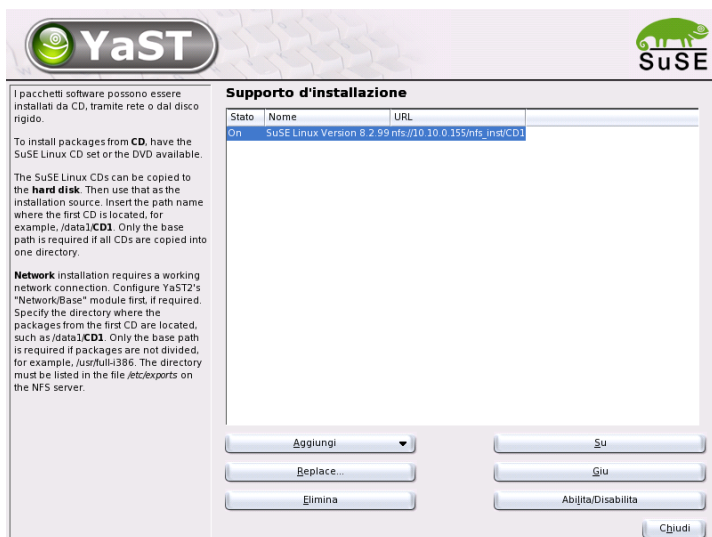 YaST
SuSE
I pacchetti software possono essere
installati da CD, tramite rete o dal disco
rigido.
To install packages from CD, have the
SuSE Linux CD set or the DVD available.
The SuSE Linux CDs can be copied to
the hard disk. Then use that as the
installation source. Insert the path name
where the first CD is located, for
example, /data1/CD1. Only the base
path is required if all CDs are copied into
one directory.
Network installation requires a working
network connection. Configure YaST2's
"Network/Base" module first, if required.
Specify the directory where the
packages from the first CD are located,
such as /data1/CD1. Only the base path
is required if packages are not divided,
for example, /usr/full-i386. The directory
must be listed in the file /etc/exports on
the NFS server.
Supporto d'installazione
Stato Nome URL
On SuSE Linux Version 8.2.99 nfs://10.10.0.155/nfs_inst/CD1
Aggiungi Su
Replace... Giu
Elimina Abilita/Disabilita
Chiudi